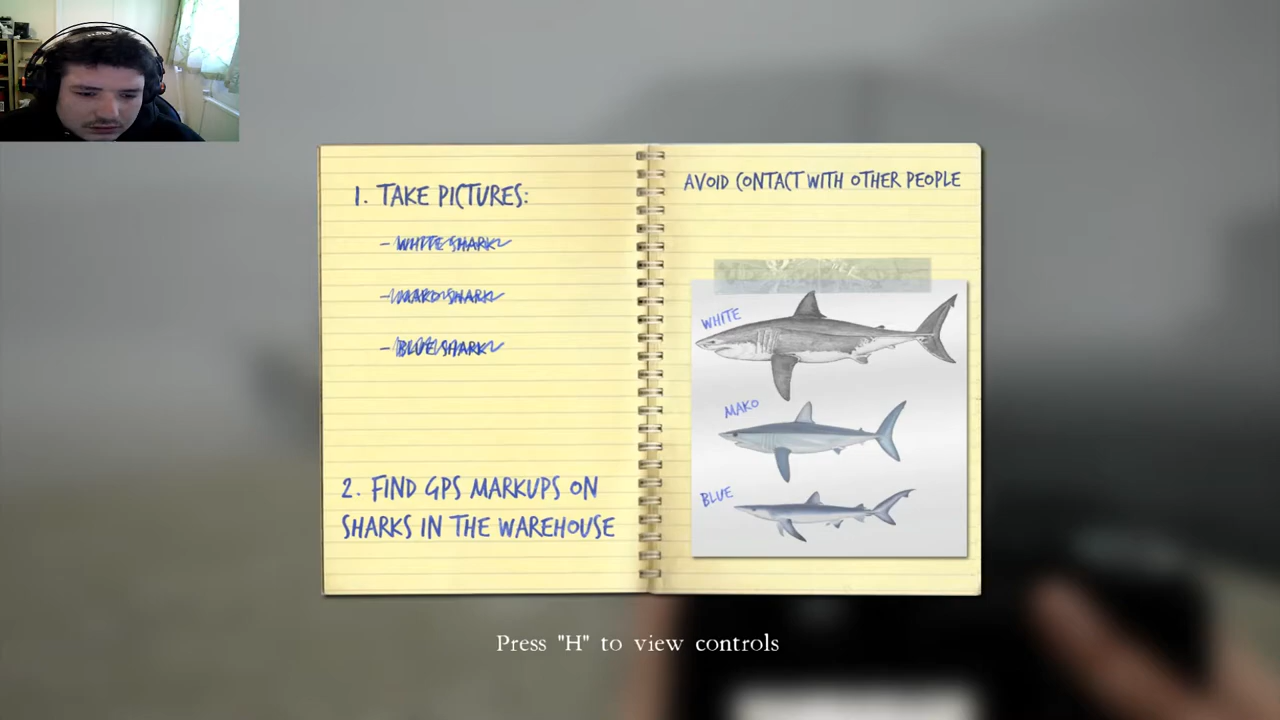 1. TAKE PICTURES:
- WHITE SHARK
- MAKO SHARK
- BLUE SHARK
2. FIND GPS MARKUPS ON
SHARKS IN THE WAREHOUSE
AVOID CONTACT WITH OTHER PEOPLE
WHITE
MAKO
BLUE
Press "H" to view controls